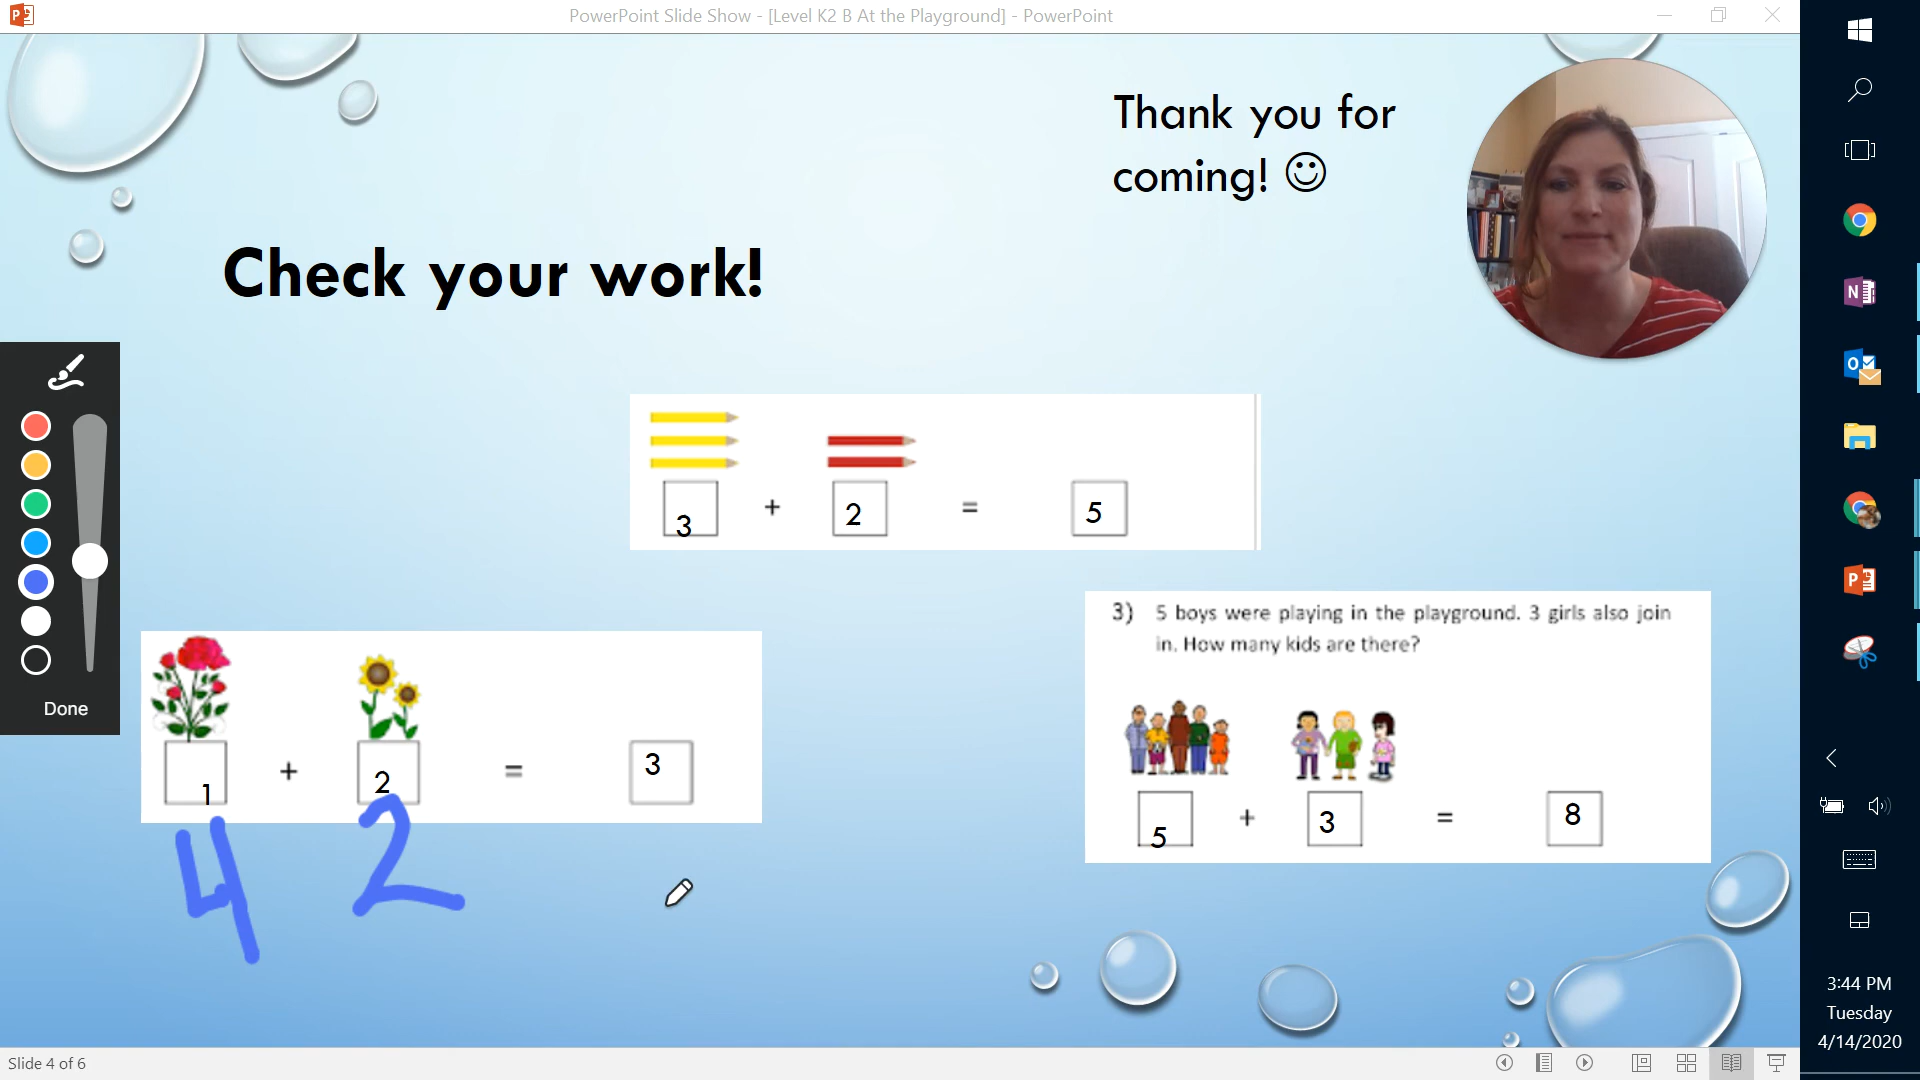 PowerPoint Slide Show - [Level K2 B At the Playground] - PowerPoint
Thank you for
coming! ☺
Check your work!
3 + 2 = 5
3) 5 boys were playing in the playground. 3 girls also join
in. How many kids are there?
1 + 2 = 3
4 2
5 + 3 = 8
Done
3:44 PM
Tuesday
4/14/2020
Slide 4 of 6